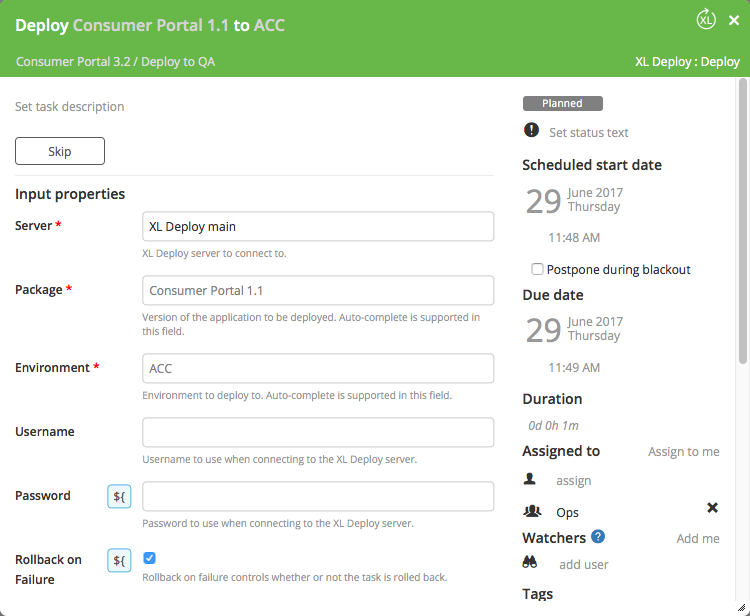 Deploy Consumer Portal 1.1 to ACC
XL
Consumer Portal 3.2 / Deploy to QA
XL Deploy : Deploy
Set task description
Skip
Input properties
Server *
XL Deploy main
XL Deploy server to connect to.
Package *
Consumer Portal 1.1
Version of the application to be deployed. Auto-complete is supported in
this field.
Environment *
ACC
Environment to deploy to. Auto-complete is supported in this field.
Username
Username to use when connecting to the XL Deploy server.
Password
${
Password to use when connecting to the XL Deploy server.
Rollback on
Failure
${
Rollback on failure controls whether or not the task is rolled back.
Planned
Set status text
Scheduled start date
29
June 2017
Thursday
11:48 AM
Postpone during blackout
Due date
29
June 2017
Thursday
11:49 AM
Duration
0d 0h 1m
Assigned to
Assign to me
assign
Ops
Watchers ?
Add me
add user
Tags